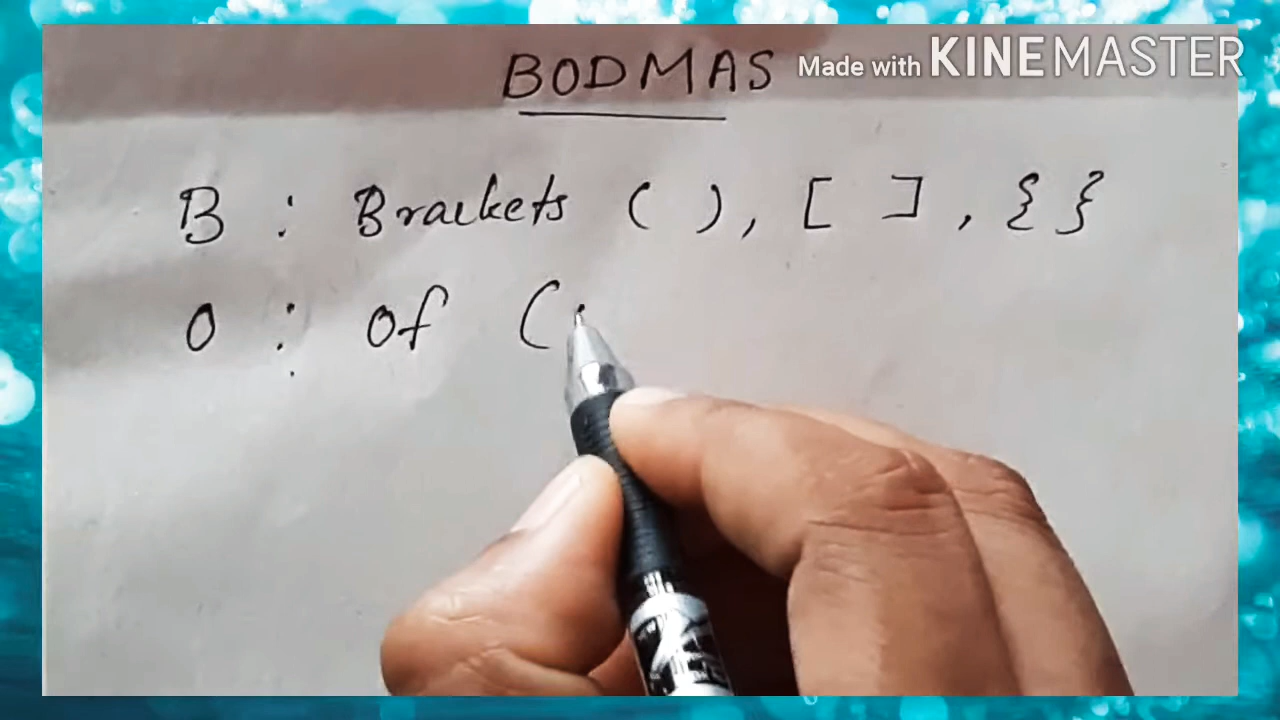 BODMAS
Made with KINEMASTER
B : Brackets ( ), [ ], { }
O : of (